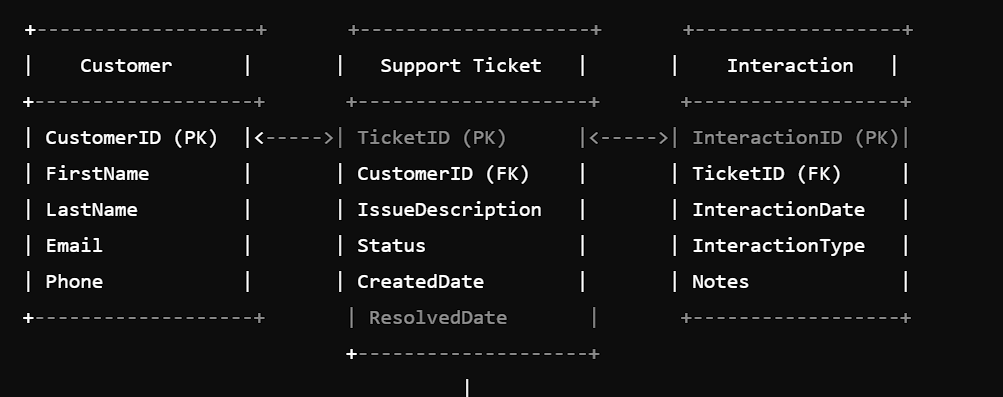 +-------------------+       +--------------------+       +------------------+
|    Customer      |       |   Support Ticket   |       |    Interaction   |
+-------------------+       +--------------------+       +------------------+
| CustomerID (PK)  |<----->| TicketID (PK)      |<----->| InteractionID (PK)|
| FirstName        |       | CustomerID (FK)    |       | TicketID (FK)     |
| LastName         |       | IssueDescription   |       | InteractionDate   |
| Email            |       | Status             |       | InteractionType   |
| Phone            |       | CreatedDate        |       | Notes             |
+-------------------+       | ResolvedDate       |       +------------------+
                            +--------------------+
                                      |